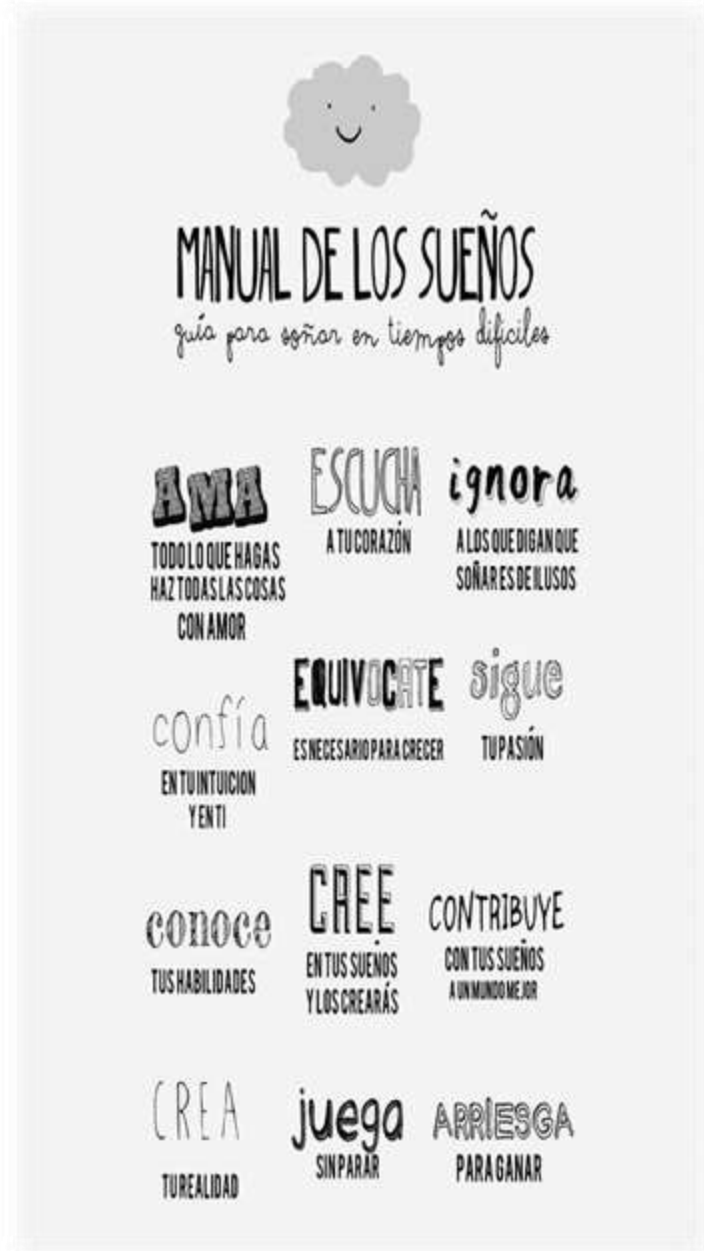 MANUAL DE LOS SUEÑOS
guía para soñar en tiempos dificiles
AMA
TODO LO QUE HAGAS
HAZ TODAS LAS COSAS
CON AMOR
ESCUCHA
A TU CORAZÓN
ignora
A LOS QUE DIGAN QUE
SOÑAR ES DE ILUSOS
confía
EN TU INTUICION
Y EN TI
EQUIVOCATE
ES NECESARIO PARA CRECER
sigue
TU PASIÓN
conoce
TUS HABILIDADES
CREE
EN TUS SUEÑOS
Y LOS CREARÁS
CONTRIBUYE
CON TUS SUEÑOS
A UN MUNDO MEJOR
CREA
TU REALIDAD
juega
SIN PARAR
ARRIESGA
PARA GANAR